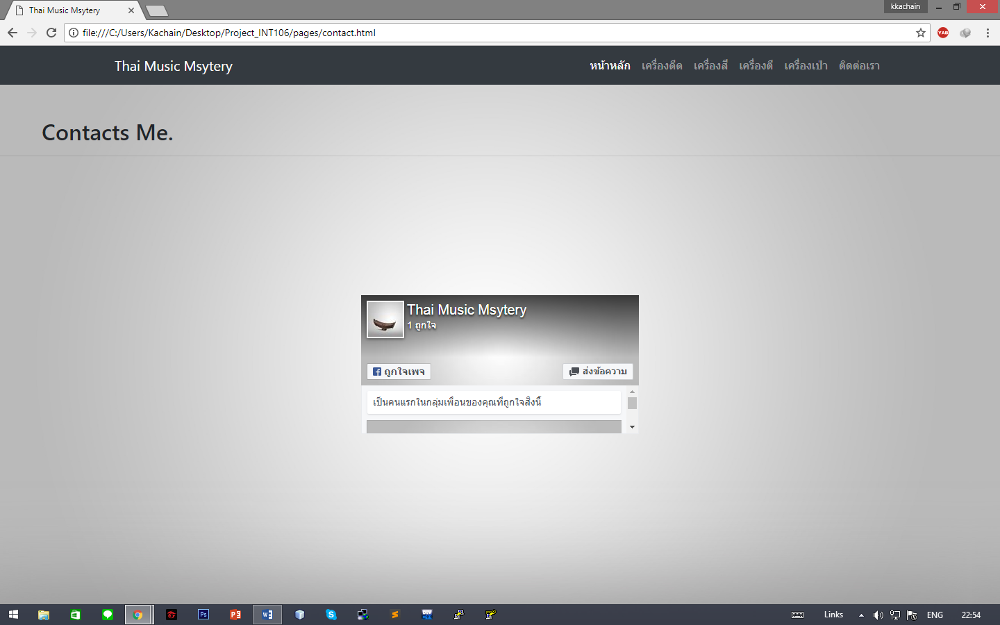 Thai Music Msytery
kkachain
file:///C:/Users/Kachain/Desktop/Project_INT106/pages/contact.html
YAB
Thai Music Msytery
หน้าหลัก เครื่องดีด เครื่องสี เครื่องตี เครื่องเป่า ติดต่อเรา
Contacts Me.
Thai Music Msytery
1 ถูกใจ
ถูกใจเพจ
ส่งข้อความ
เป็นคนแรกในกลุ่มเพื่อนของคุณที่ถูกใจสิ่งนี้
Links
ENG
22:54